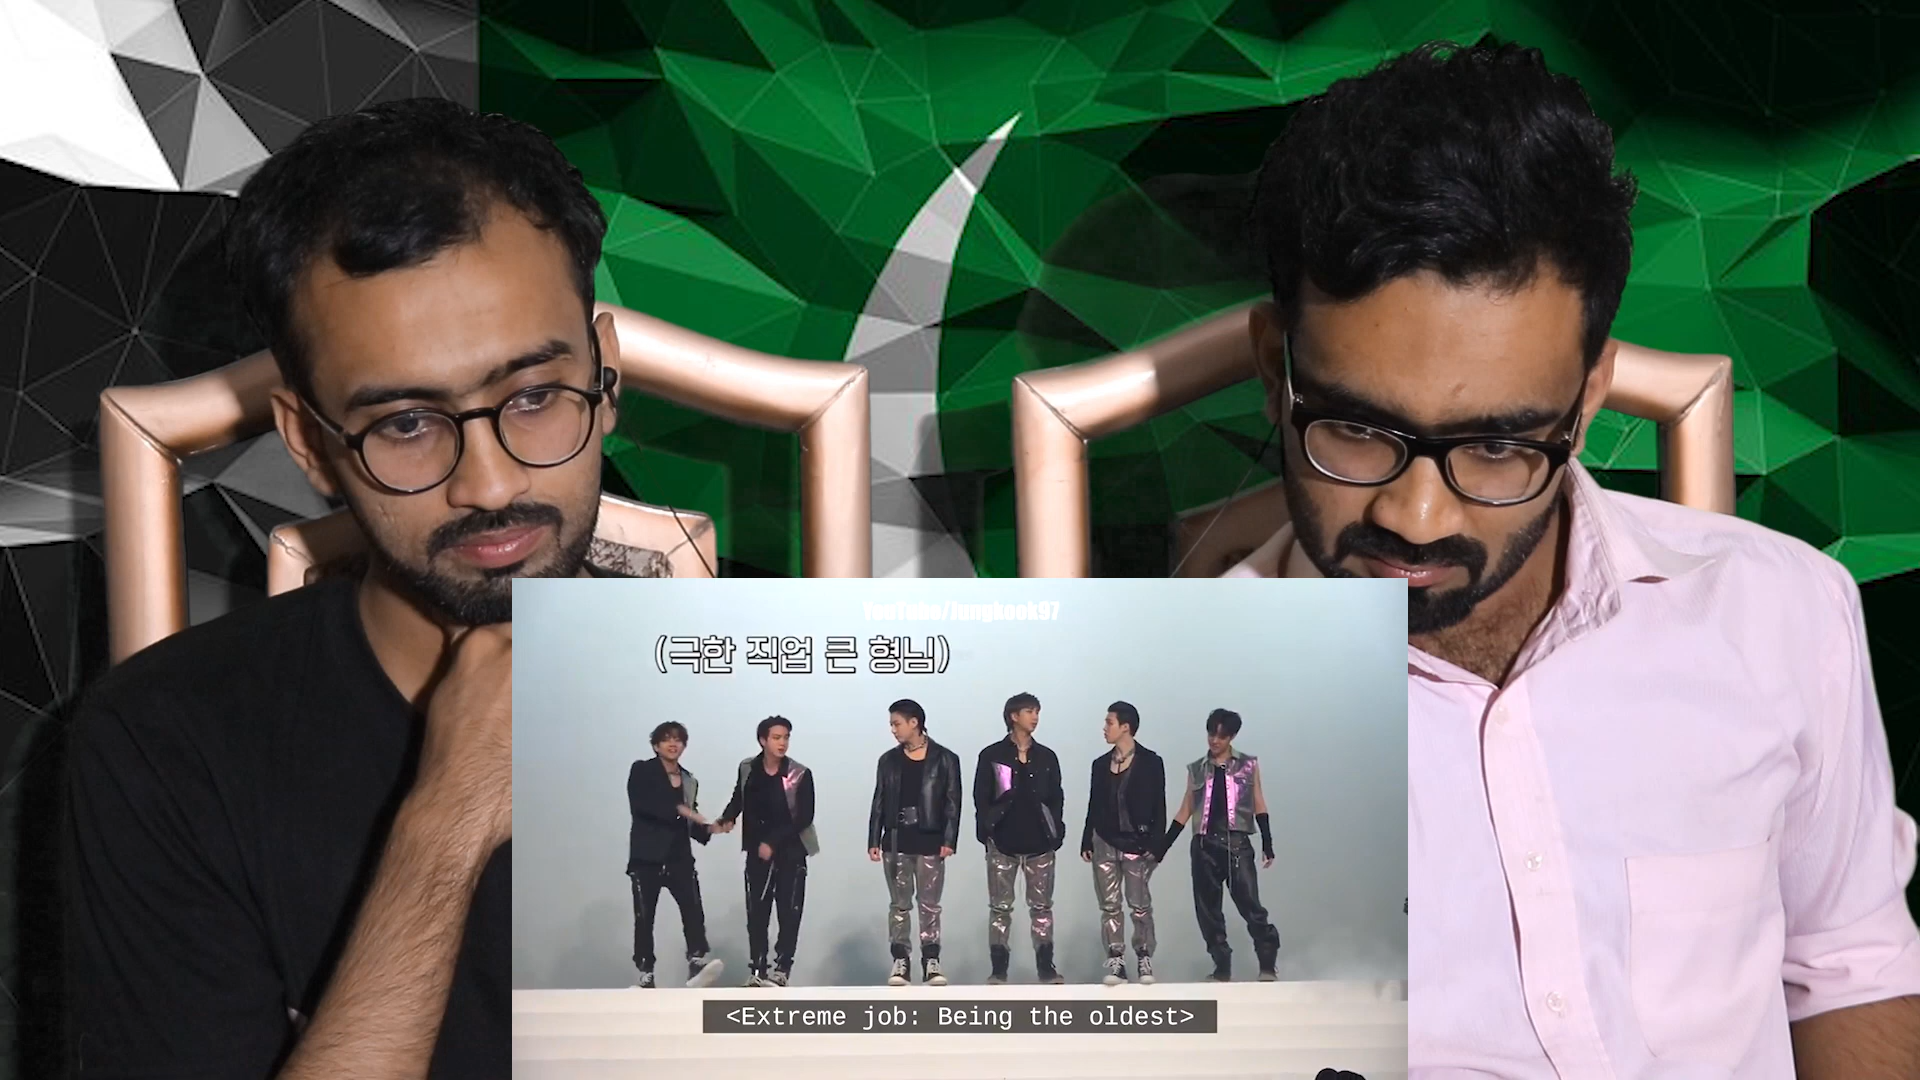 YouTube/Jungkook97
(극한 직업 큰 형님)
<Extreme job: Being the oldest>